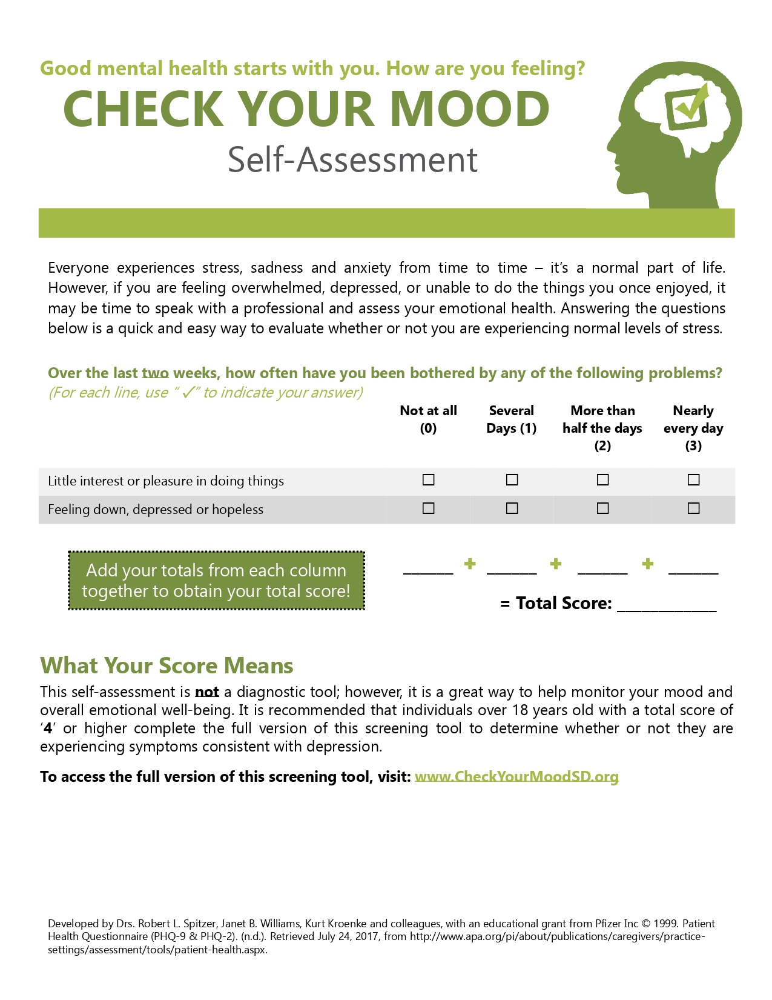 Good mental health starts with you. How are you feeling?
CHECK YOUR MOOD
Self-Assessment
Everyone experiences stress, sadness and anxiety from time to time – it’s a normal part of life.
However, if you are feeling overwhelmed, depressed, or unable to do the things you once enjoyed, it
may be time to speak with a professional and assess your emotional health. Answering the questions
below is a quick and easy way to evaluate whether or not you are experiencing normal levels of stress.
Over the last two weeks, how often have you been bothered by any of the following problems?
(For each line, use “ ✓” to indicate your answer)
Not at all Several More than Nearly
(0) Days (1) half the days every day
(2) (3)
Little interest or pleasure in doing things ☐ ☐ ☐ ☐
Feeling down, depressed or hopeless ☐ ☐ ☐ ☐
Add your totals from each column
together to obtain your total score!
______ + ______ + ______ + ______
= Total Score: ____________
What Your Score Means
This self-assessment is not a diagnostic tool; however, it is a great way to help monitor your mood and
overall emotional well-being. It is recommended that individuals over 18 years old with a total score of
‘4’ or higher complete the full version of this screening tool to determine whether or not they are
experiencing symptoms consistent with depression.
To access the full version of this screening tool, visit: www.CheckYourMoodSD.org
Developed by Drs. Robert L. Spitzer, Janet B. Williams, Kurt Kroenke and colleagues, with an educational grant from Pfizer Inc © 1999. Patient
Health Questionnaire (PHQ-9 & PHQ-2). (n.d.). Retrieved July 24, 2017, from http://www.apa.org/pi/about/publications/caregivers/practice-
settings/assessment/tools/patient-health.aspx.